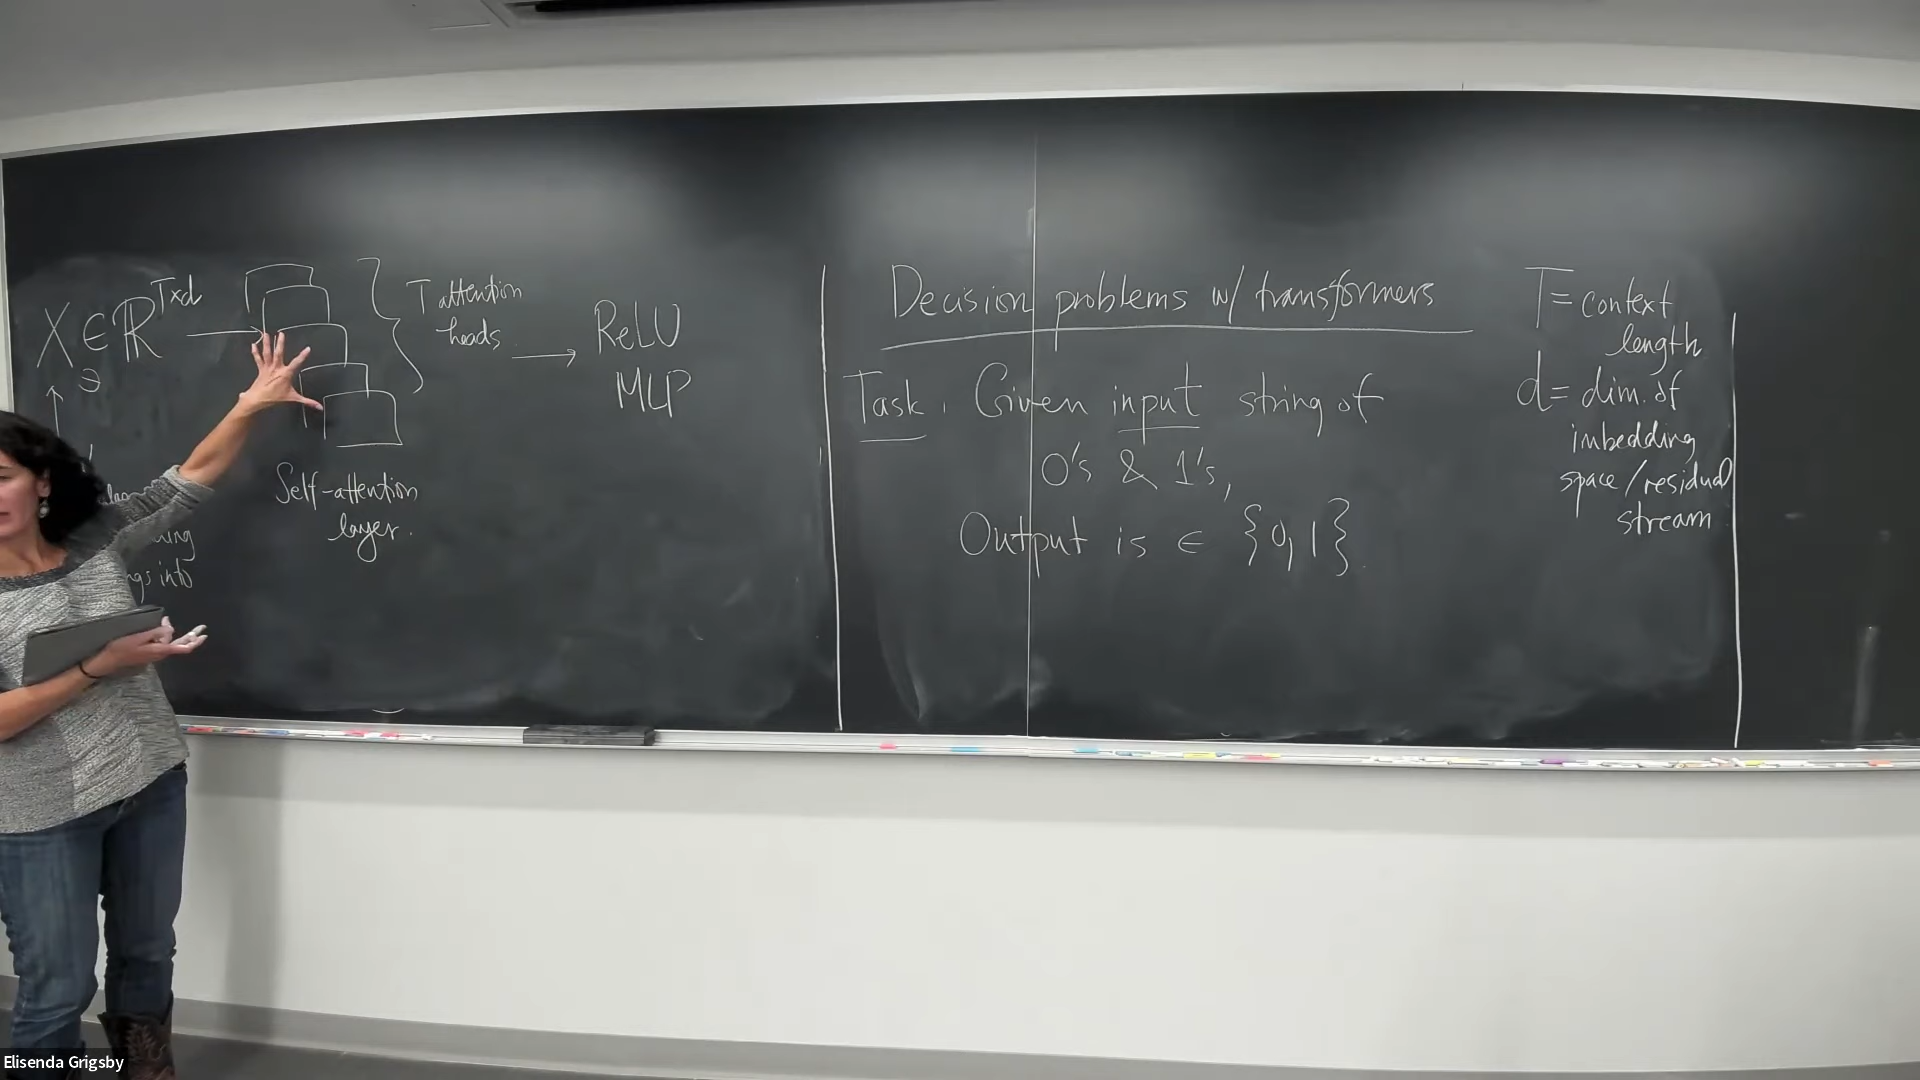 X ∈ ℝ^{T×d}
T attention
heads
ReLU
MLP
Self-attention
layer.
into
Decision problems w/ transformers
Task. Given input string of
0's & 1's,
Output is ∈ {0, 1}.
T = context
length
d = dim. of
imbedding
space/residual
stream
Elisenda Grigsby